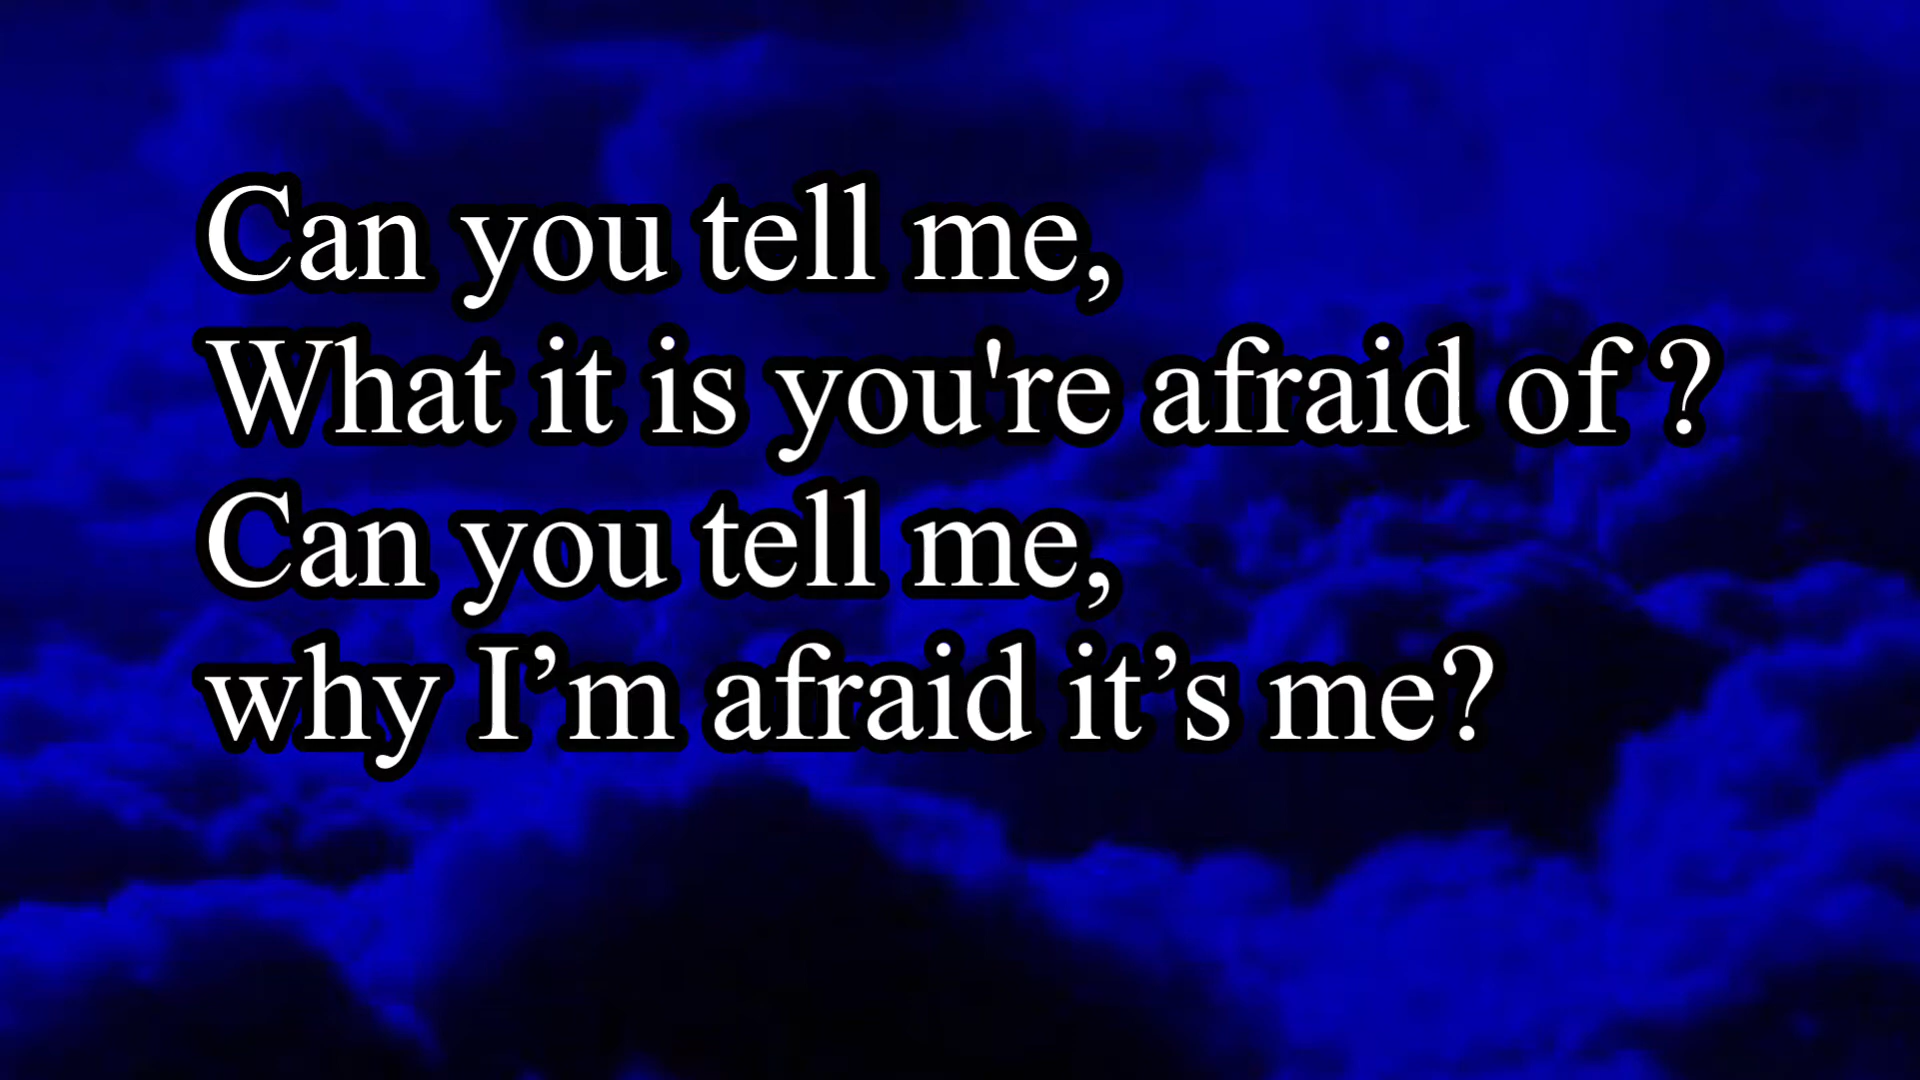 Can you tell me,
What it is you're afraid of ?
Can you tell me,
why I’m afraid it’s me?